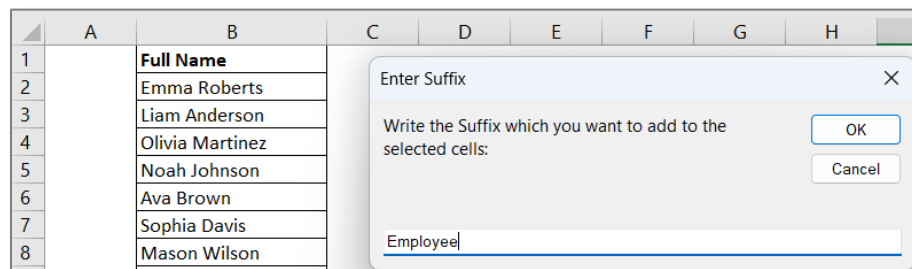 A B C D E F G H
1 Full Name
2 Emma Roberts
3 Liam Anderson
4 Olivia Martinez
5 Noah Johnson
6 Ava Brown
7 Sophia Davis
8 Mason Wilson
Enter Suffix
Write the Suffix which you want to add to the
selected cells:
OK
Cancel
Employee